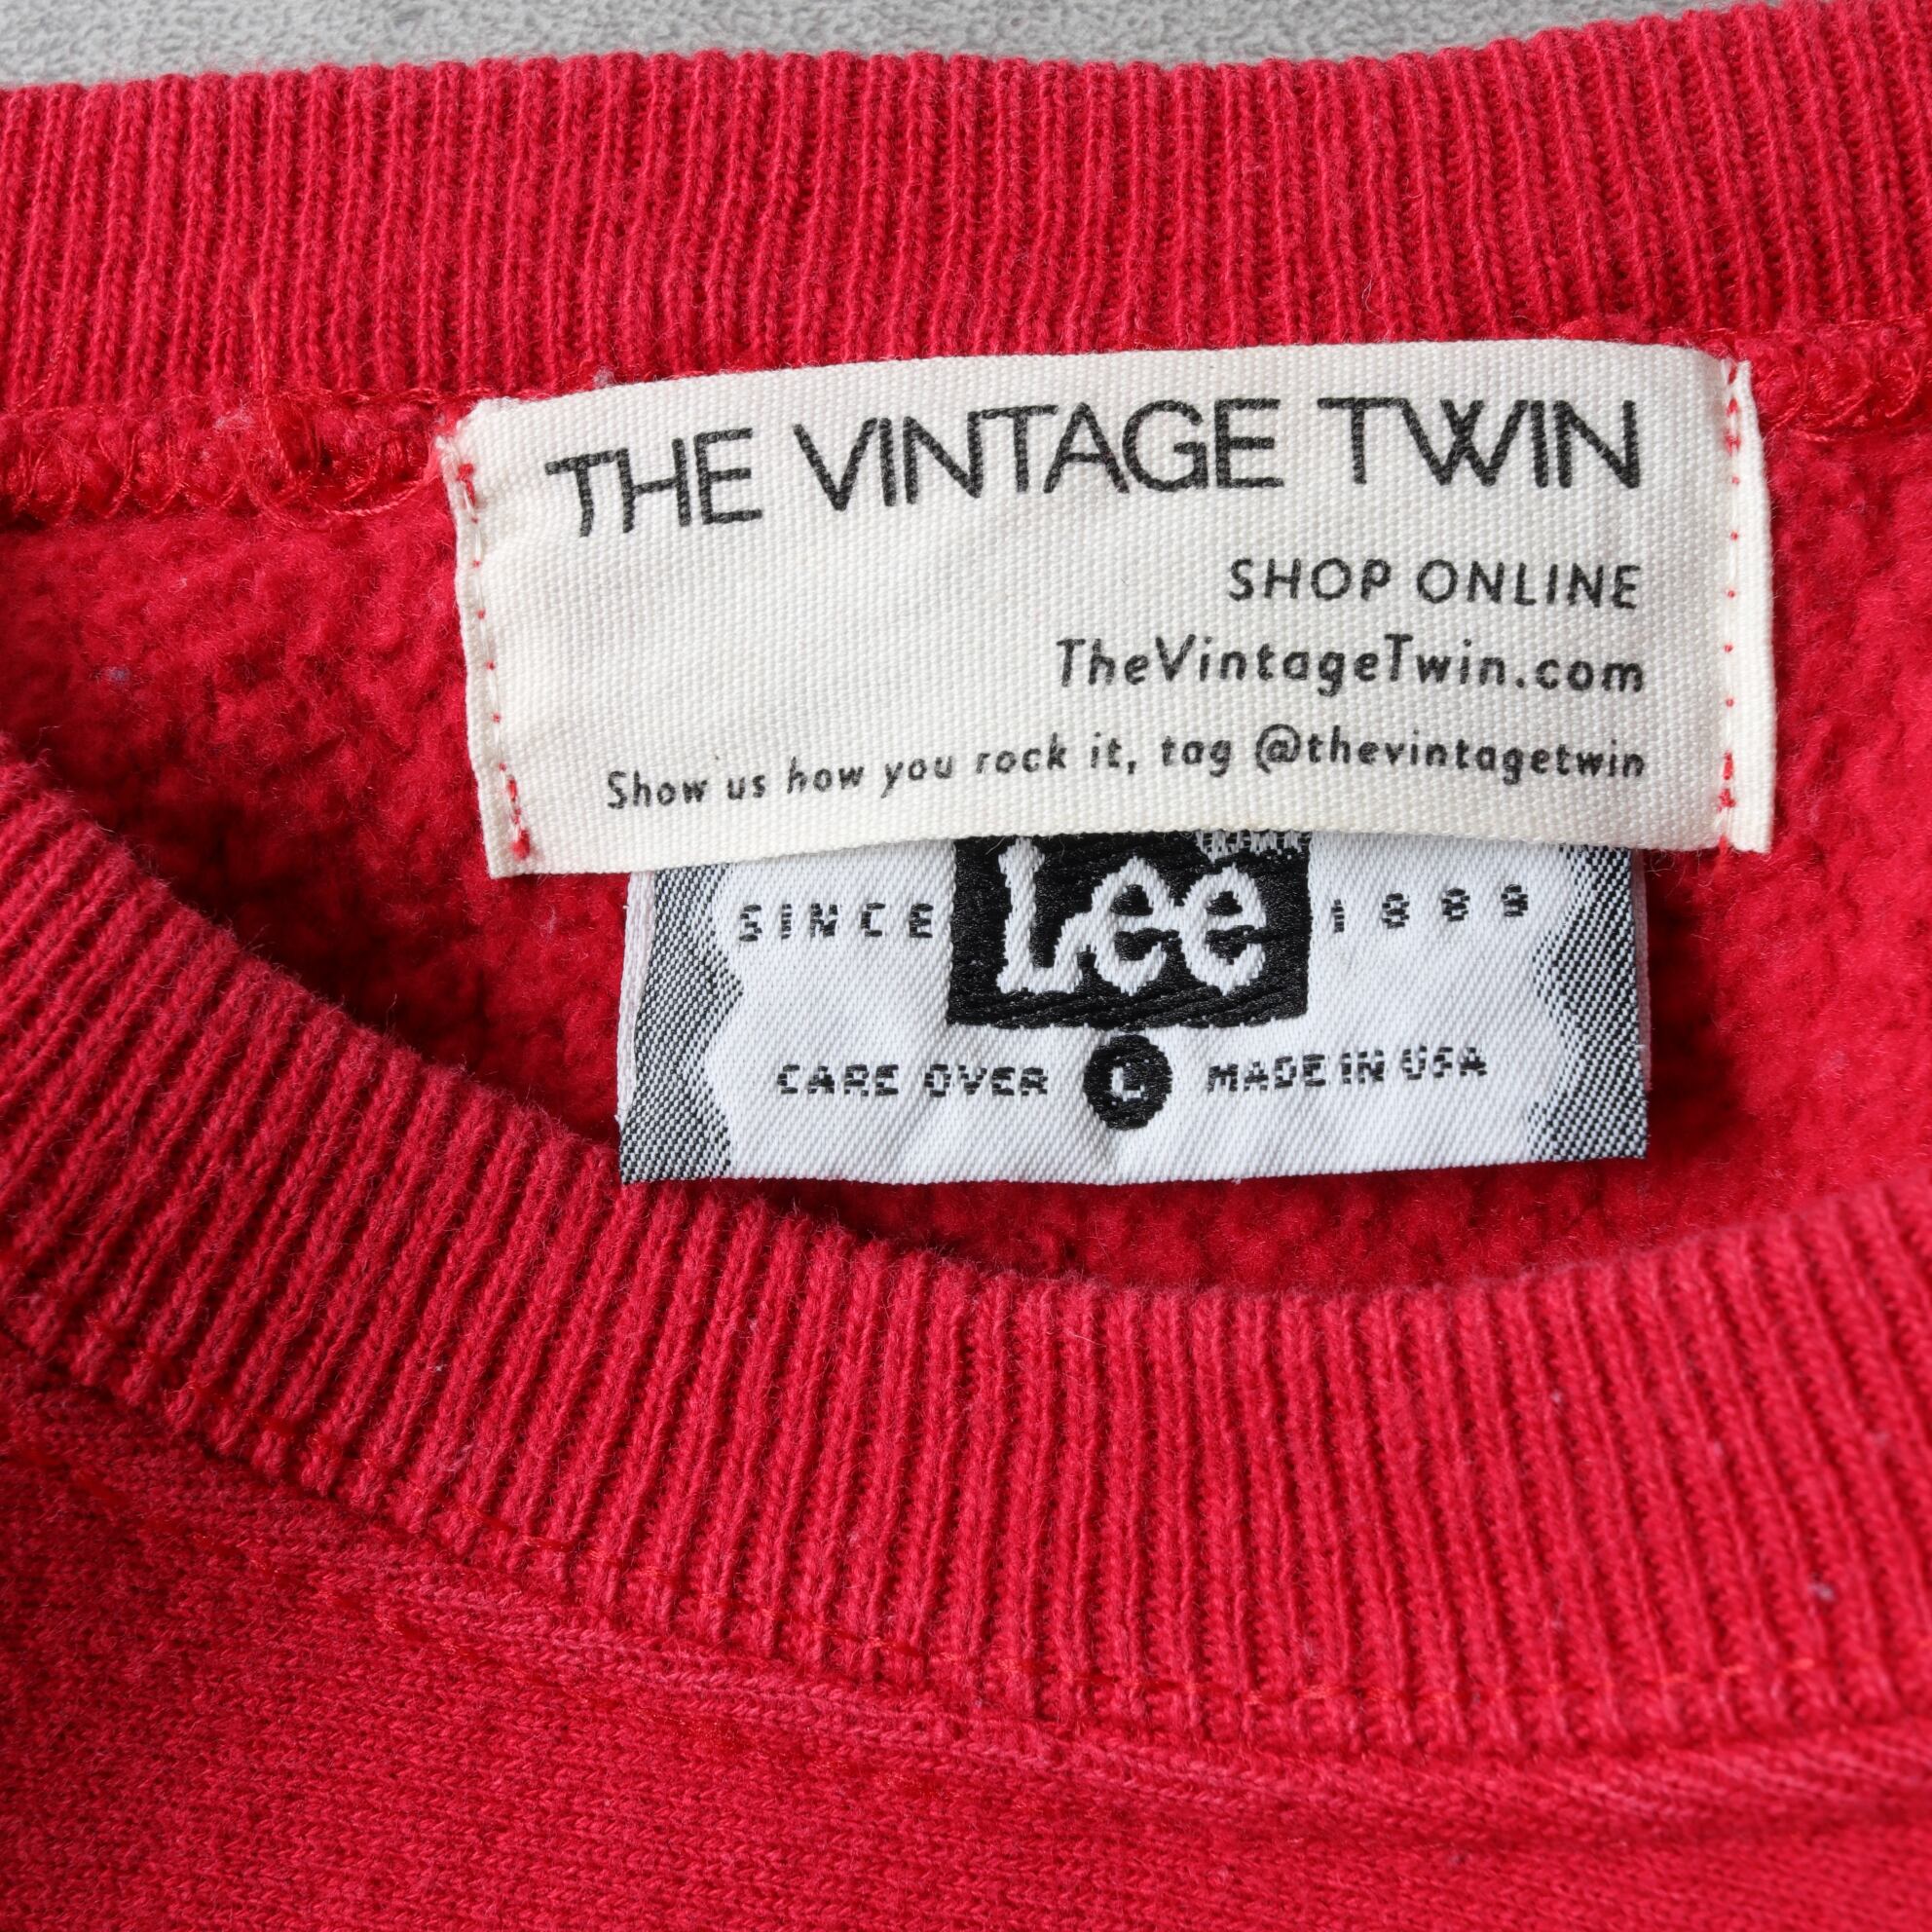 THE VINTAGE TWIN
SHOP ONLINE
TheVintageTwin.com
Show us how you rock it, tag @thevintagetwin
SINCE Lee 1889
CARE OVER L MADE IN USA